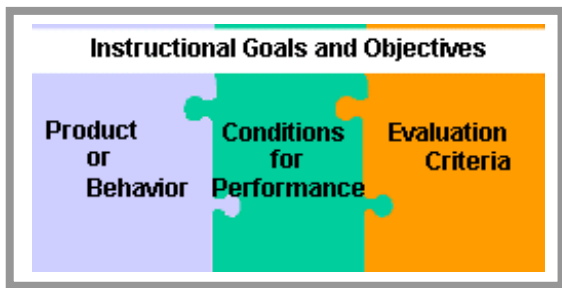 Instructional Goals and Objectives
Product
or
Behavior
Conditions
for
Performance
Evaluation
Criteria